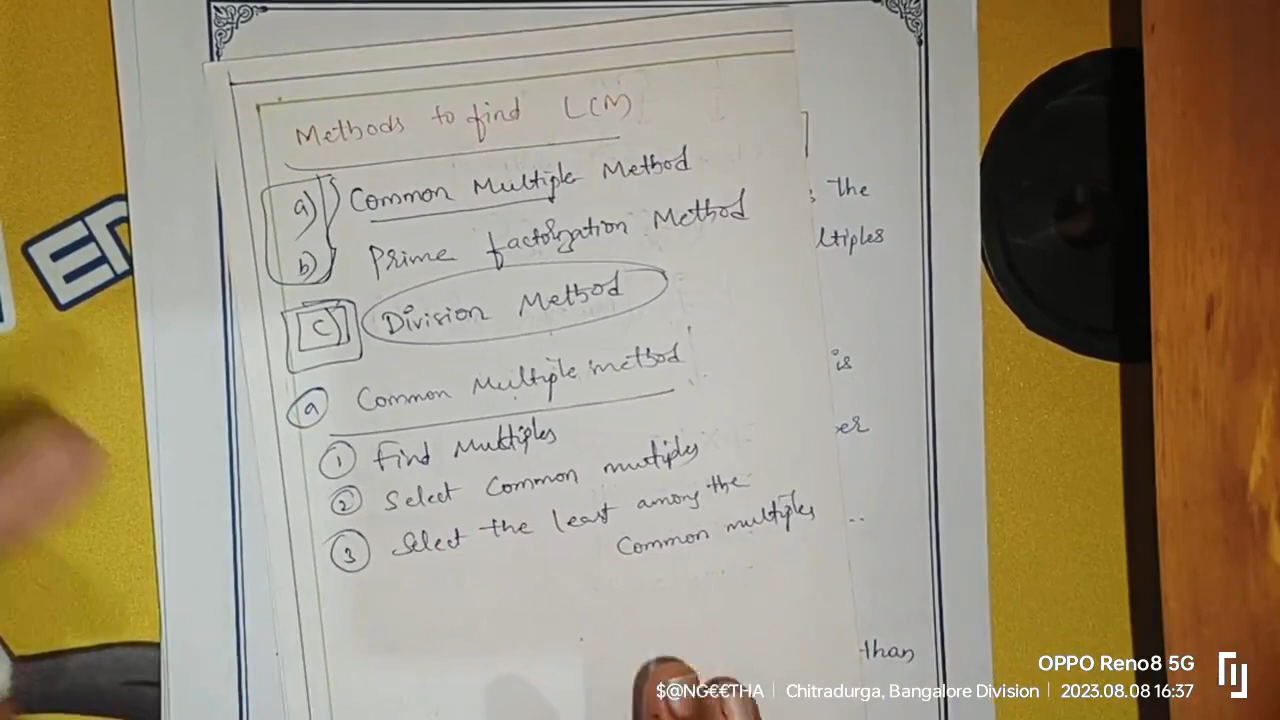 Methods to find LCM
a) Common Multiple Method
b) Prime factorization Method
c) Division Method
a Common Multiple method
1 Find Multiples
2 Select Common multiples
3 Select the least among the
Common multiples
the
ltiples
is
er
than
EN
OPPO Reno8 5G
$@NG€€THA | Chitradurga, Bangalore Division | 2023.08.08 16:37